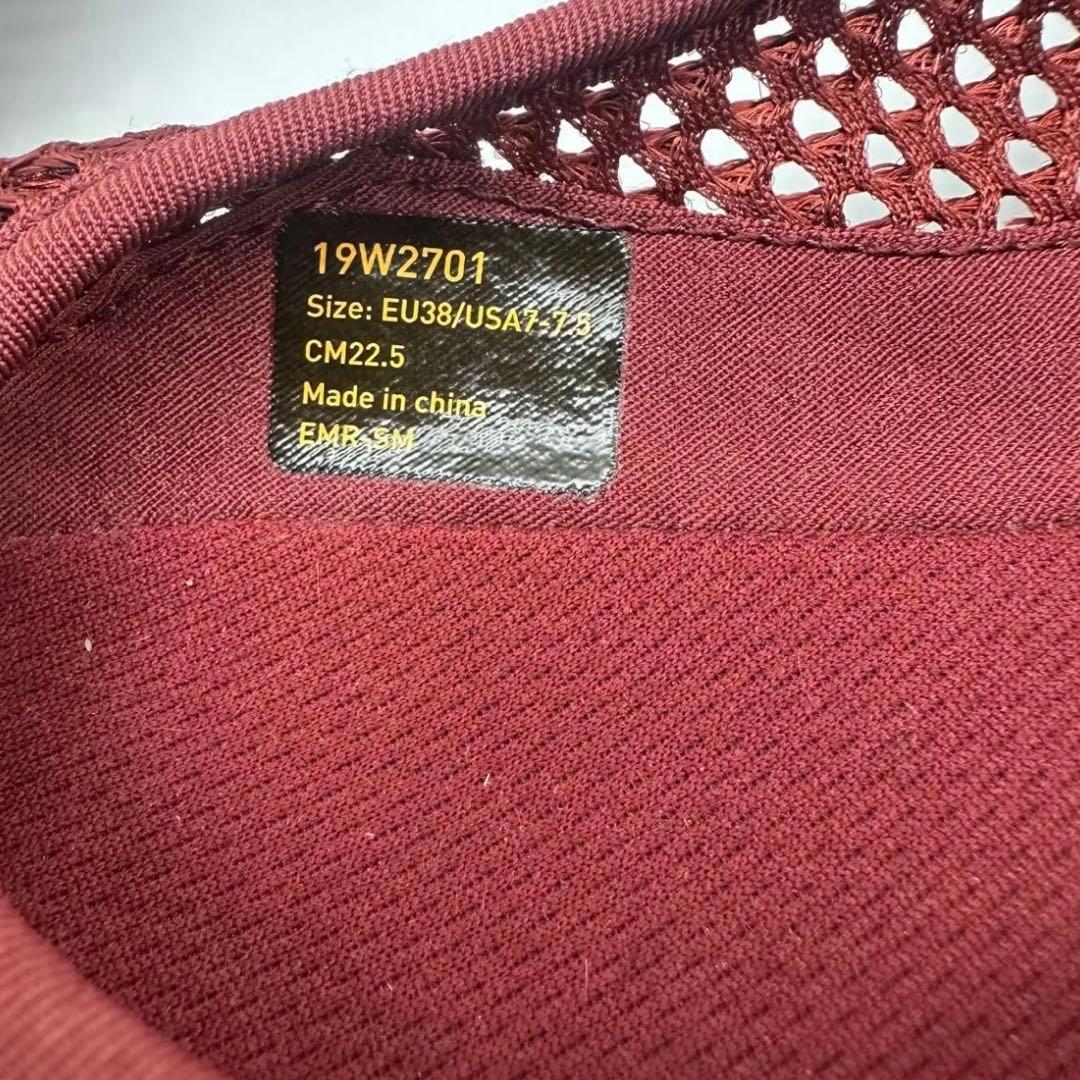 19W2701
Size: EU38/USA7-7.5
CM22.5
Made in china
EMR-SM